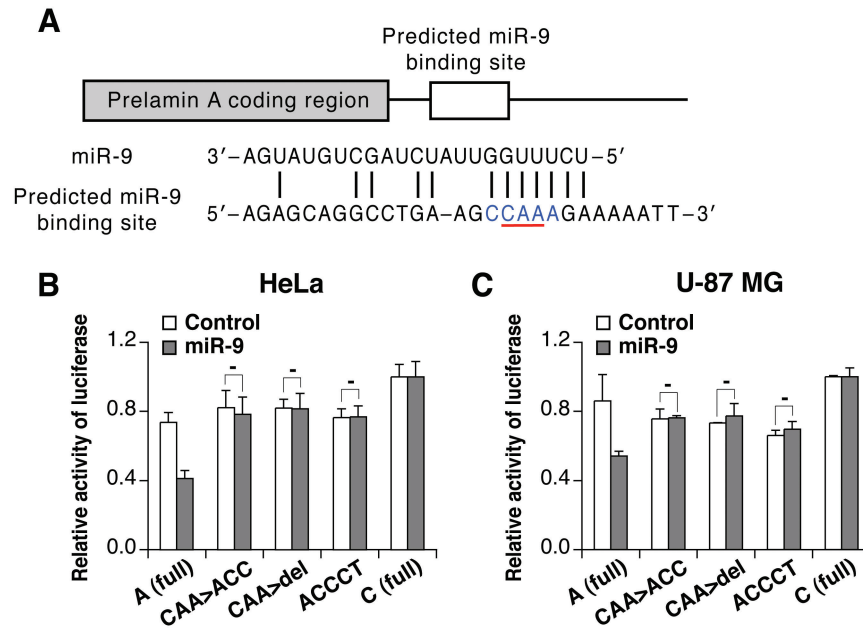 A
Predicted miR-9
binding site
Prelamin A coding region
miR-9
3′–AGUAUGUCGAUCUAUUGGUUUCU–5′
Predicted miR-9
binding site
5′–AGAGCAGGCCTGA–AGCCAAAGAAAAATT–3′
B
HeLa
Control
miR-9
Relative activity of luciferase
1.2
0.8
0.4
0.0
-
-
-
A (full)
CAA>ACC
CAA>del
ACCCT
C (full)
C
U-87 MG
Control
miR-9
Relative activity of luciferase
1.2
0.8
0.4
0.0
-
-
-
A (full)
CAA>ACC
CAA>del
ACCCT
C (full)